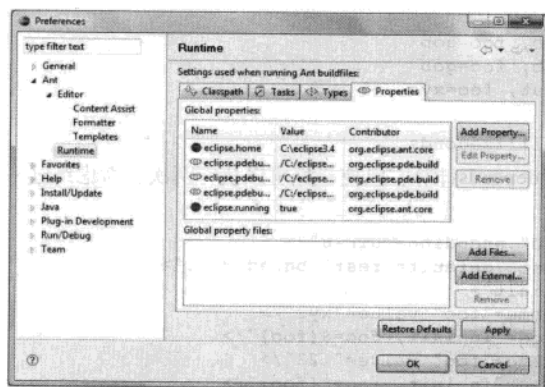 Preferences
type filter text
General
Ant
Editor
Content Assist
Formatter
Templates
Runtime
Favorites
Help
Install/Update
Java
Plug-in Development
Run/Debug
Team
Runtime
Settings used when running Ant buildfiles:
Classpath Tasks Types Properties
Global properties:
Name Value Contributor
eclipse.home C:\eclipse3.4 org.eclipse.ant.core
eclipse.pdebu... /C:/eclipse... org.eclipse.pde.build
eclipse.pdebu... /C:/eclipse... org.eclipse.pde.build
eclipse.pdebu... /C:/eclipse... org.eclipse.pde.build
eclipse.running true org.eclipse.ant.core
Add Property...
Edit Property...
Remove
Global property files:
Add Files...
Add External...
Remove
Restore Defaults Apply
OK Cancel